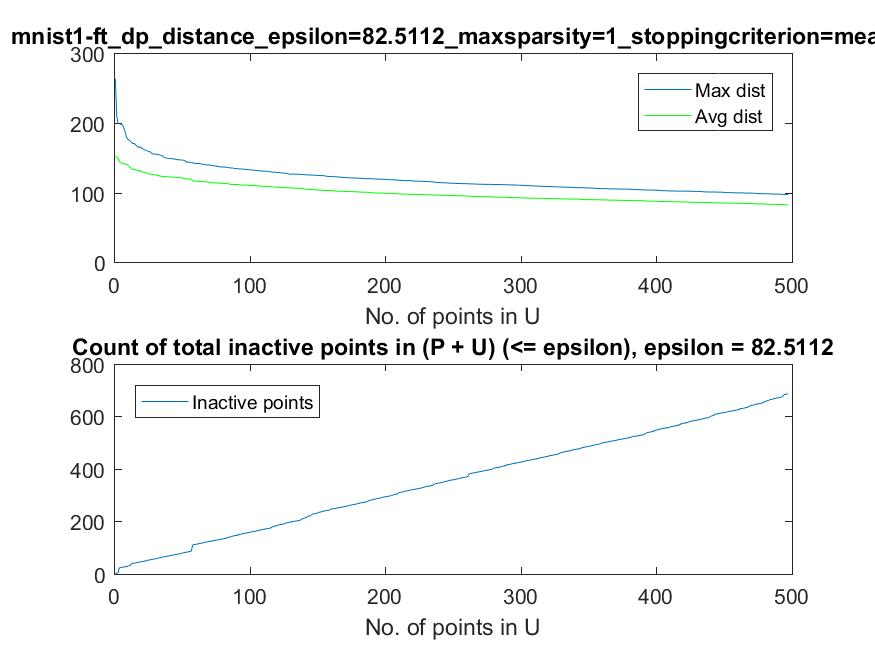 mnist1-ft_dp_distance_epsilon=82.5112_maxsparsity=1_stoppingcriterion=mea
300
200
100
0
Max dist
Avg dist
0 100 200 300 400 500
No. of points in U
Count of total inactive points in (P + U) (<= epsilon), epsilon = 82.5112
800
600
400
200
0
Inactive points
0 100 200 300 400 500
No. of points in U